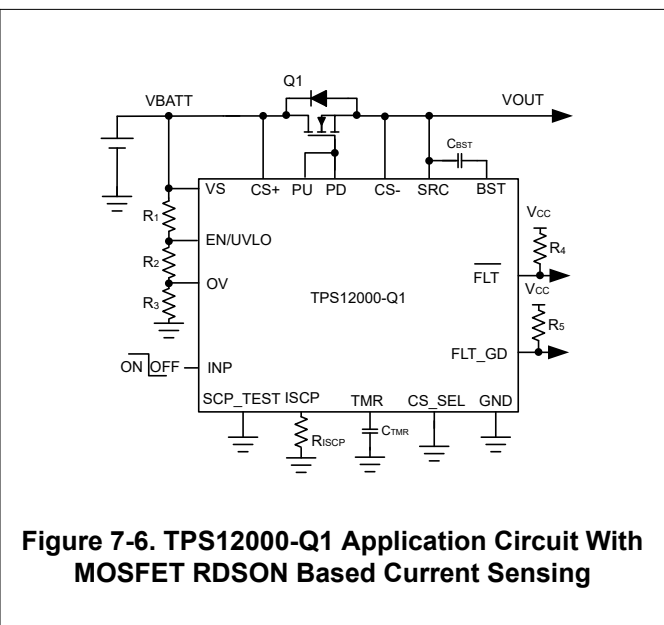 Q1
VBATT
VOUT
CBST
VS
CS+
PU
PD
CS-
SRC
BST
R1
EN/UVLO
R2
OV
R3
TPS12000-Q1
VCC
R4
FLT
VCC
R5
FLT_GD
ON OFF
INP
SCP_TEST
ISCP
TMR
CS_SEL
GND
RISCP
CTMR
Figure 7-6. TPS12000-Q1 Application Circuit With
MOSFET RDSON Based Current Sensing